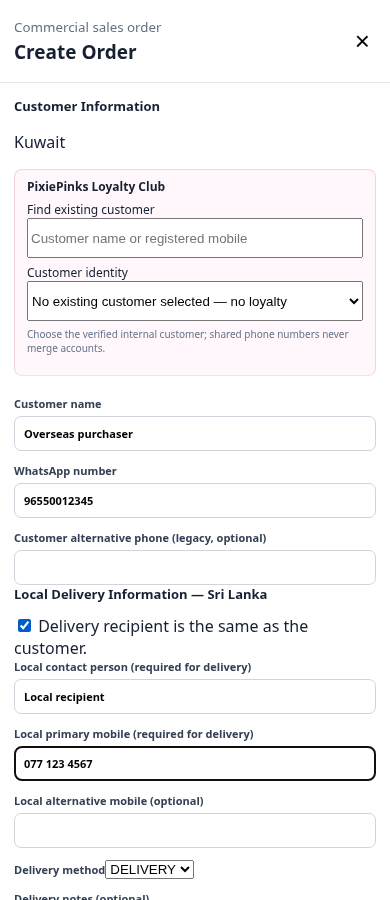 Commercial sales order
Create Order
✕
Customer Information
Kuwait
PixiePinks Loyalty Club
Find existing customer
Customer name or registered mobile
Customer identity
No existing customer selected — no loyalty
Choose the verified internal customer; shared phone numbers never
merge accounts.
Customer name
Overseas purchaser
WhatsApp number
96550012345
Customer alternative phone (legacy, optional)
Local Delivery Information — Sri Lanka
Delivery recipient is the same as the
customer.
Local contact person (required for delivery)
Local recipient
Local primary mobile (required for delivery)
077 123 4567
Local alternative mobile (optional)
Delivery method DELIVERY
Delivery notes (optional)